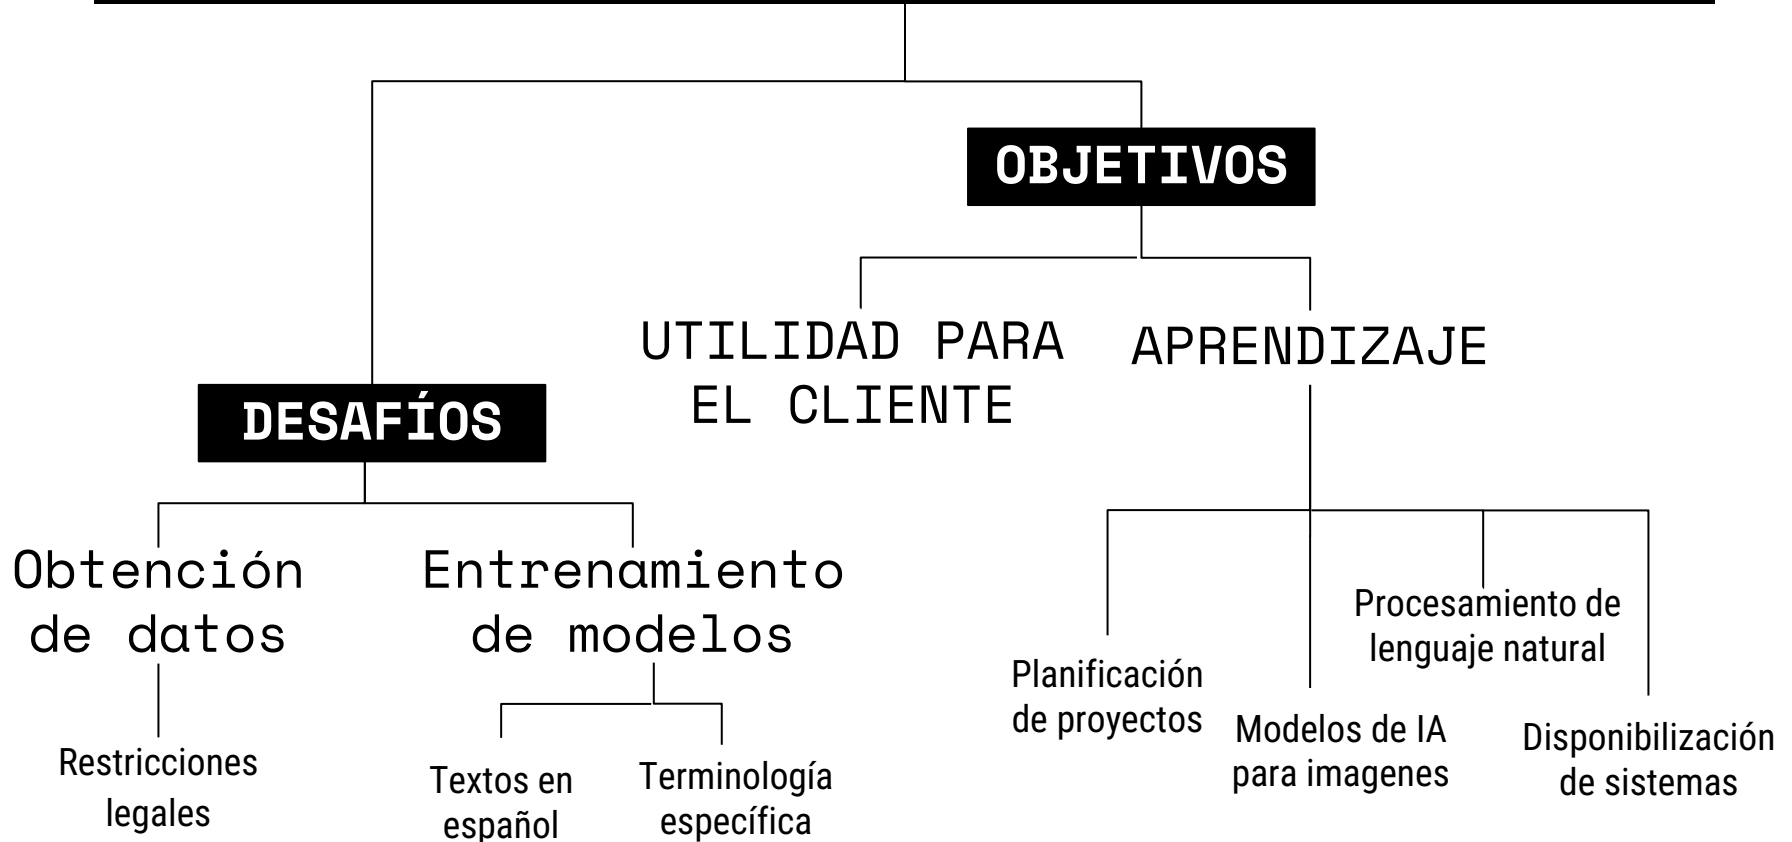 OBJETIVOS
UTILIDAD PARA
EL CLIENTE
APRENDIZAJE
DESAFÍOS
Obtención
de datos
Entrenamiento
de modelos
Restricciones
legales
Textos en
español
Terminología
específica
Planificación
de proyectos
Modelos de IA
para imagenes
Procesamiento de
lenguaje natural
Disponibilización
de sistemas